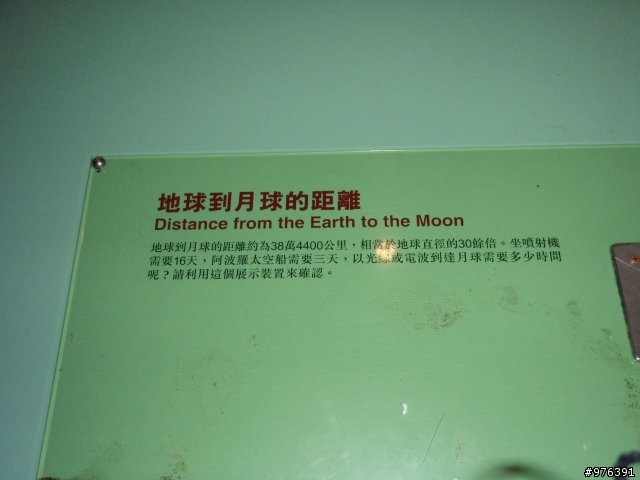 地球到月球的距離
Distance from the Earth to the Moon
地球到月球的距離約為38萬4400公里，相當於地球直徑的30餘倍。坐噴射機
需要16天，阿波羅太空船需要三天，以光線或電波到達月球需要多少時間
呢？請利用這個展示裝置來確認。
#976391